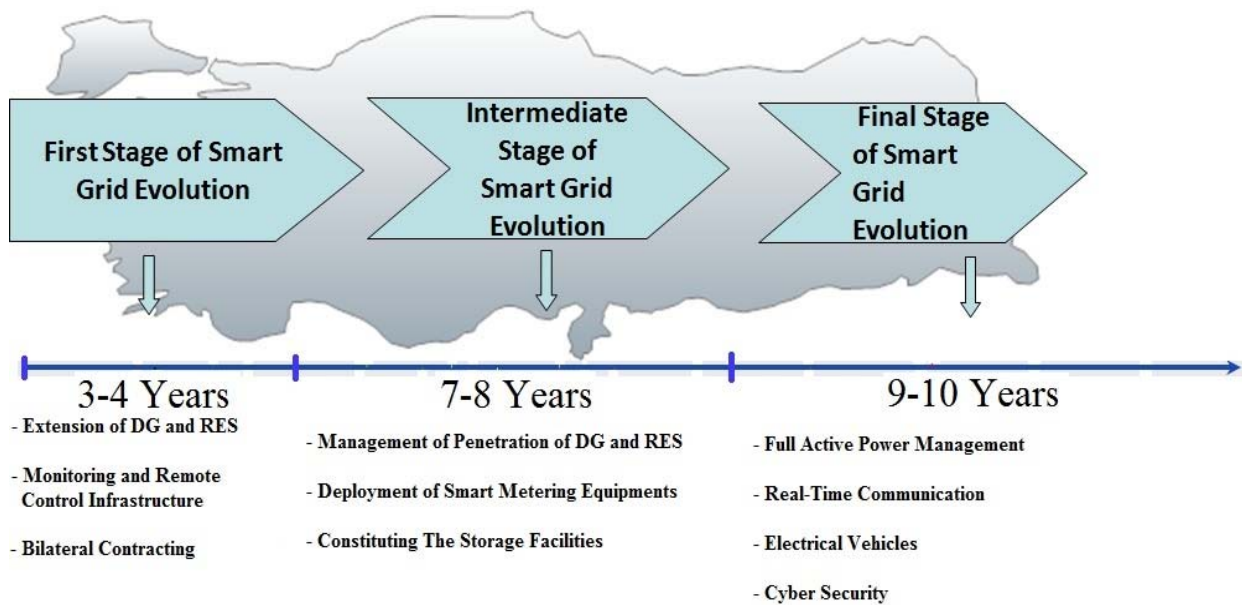 First Stage of Smart
Grid Evolution
Intermediate
Stage of
Smart Grid
Evolution
Final Stage
of Smart
Grid
Evolution
3-4 Years
- Extension of DG and RES
- Monitoring and Remote
Control Infrastructure
- Bilateral Contracting
7-8 Years
- Management of Penetration of DG and RES
- Deployment of Smart Metering Equipments
- Constituting The Storage Facilities
9-10 Years
- Full Active Power Management
- Real-Time Communication
- Electrical Vehicles
- Cyber Security